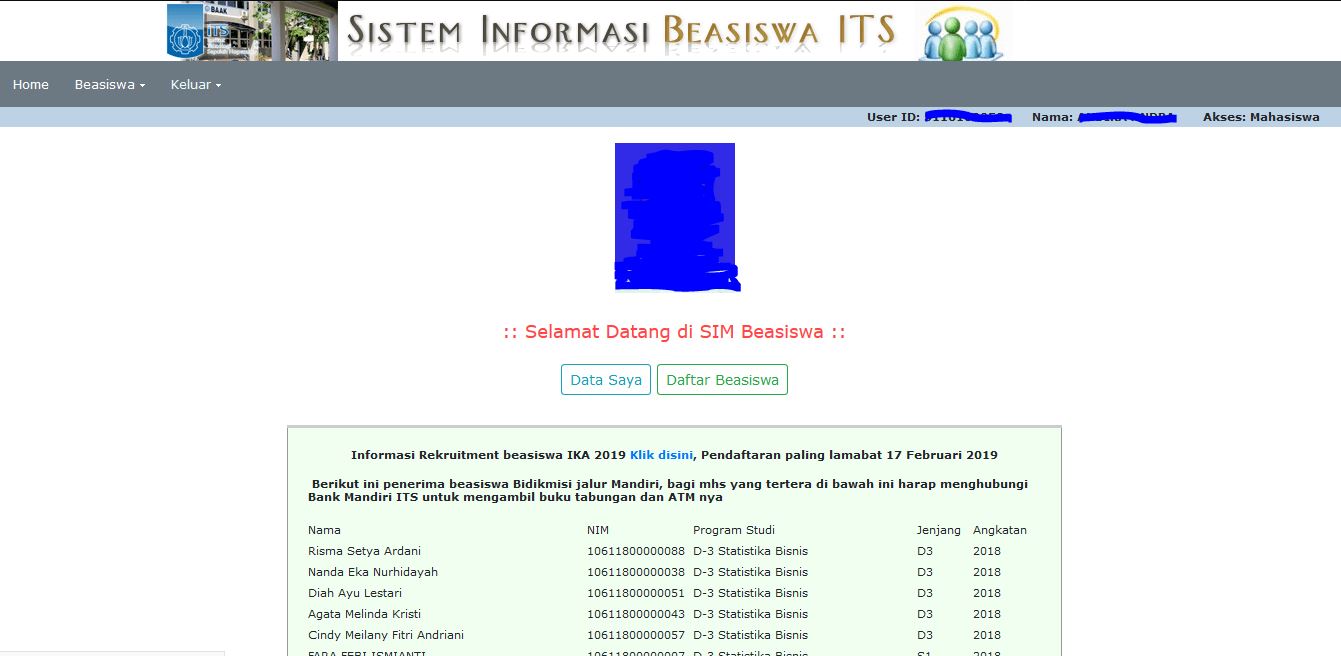 BAAK
ITS
SISTEM INFORMASI BEASISWA ITS
Home Beasiswa Keluar
User ID: Nama: Akses: Mahasiswa
:: Selamat Datang di SIM Beasiswa ::
Data Saya Daftar Beasiswa
Informasi Rekruitment beasiswa IKA 2019 Klik disini, Pendaftaran paling lamabat 17 Februari 2019
Berikut ini penerima beasiswa Bidikmisi jalur Mandiri, bagi mhs yang tertera di bawah ini harap menghubungi
Bank Mandiri ITS untuk mengambil buku tabungan dan ATM nya
Nama NIM Program Studi Jenjang Angkatan
Risma Setya Ardani 10611800000088 D-3 Statistika Bisnis D3 2018
Nanda Eka Nurhidayah 10611800000038 D-3 Statistika Bisnis D3 2018
Diah Ayu Lestari 10611800000051 D-3 Statistika Bisnis D3 2018
Agata Melinda Kristi 10611800000043 D-3 Statistika Bisnis D3 2018
Cindy Meilany Fitri Andriani 10611800000057 D-3 Statistika Bisnis D3 2018
FARA FEBI ISMIANTI 10611800000007 D-3 Statistika Bisnis S1 2018